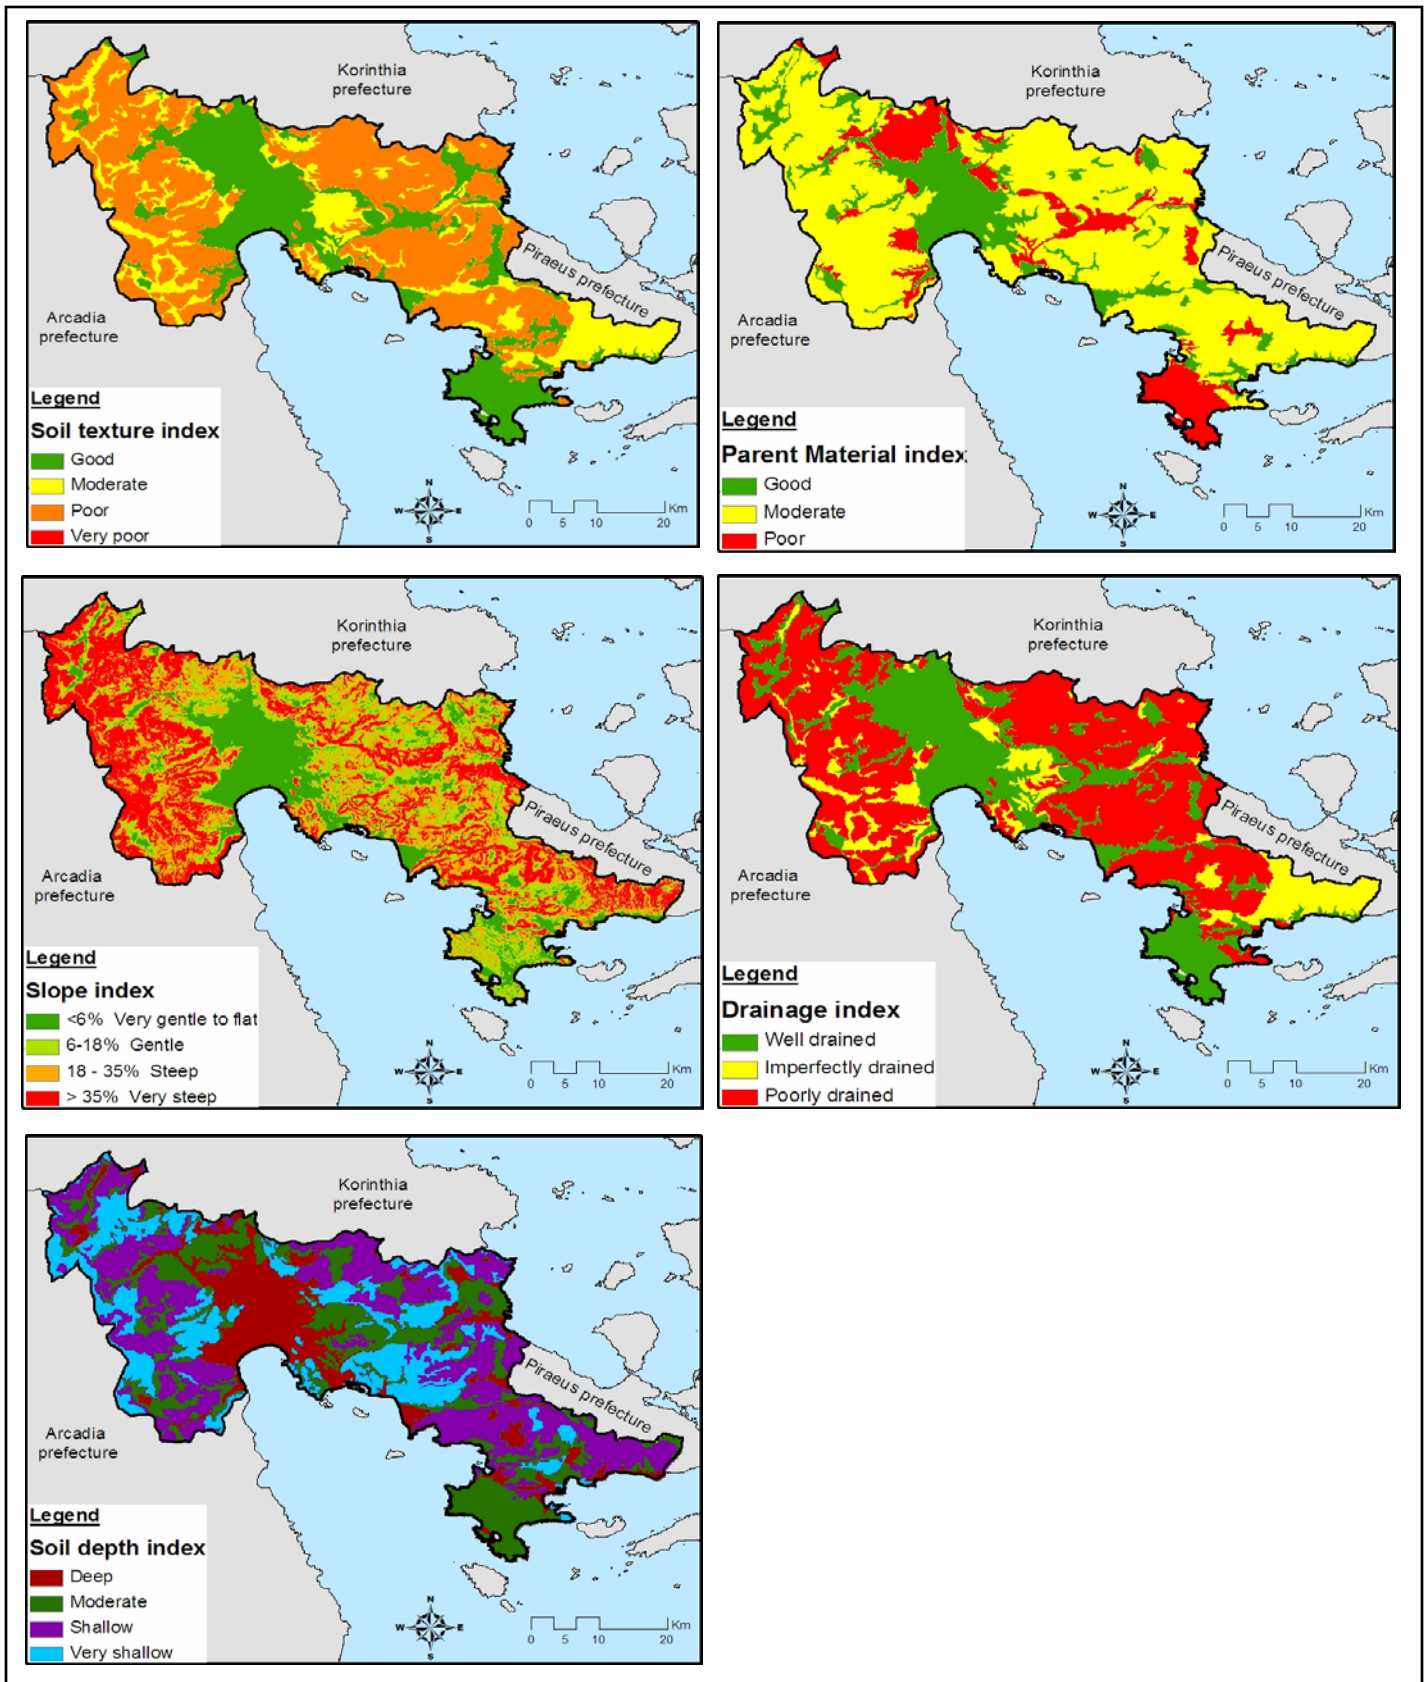 Korinthia
prefecture
Piraeus prefecture
Arcadia
prefecture
Legend
Soil texture index
Good
Moderate
Poor
Very poor
N
W E
S
0 5 10 20 Km
Korinthia
prefecture
Piraeus prefecture
Arcadia
prefecture
Legend
Parent Material index
Good
Moderate
Poor
N
W E
S
0 5 10 20 Km
Korinthia
prefecture
Piraeus prefecture
Arcadia
prefecture
Legend
Slope index
<6% Very gentle to flat
6-18% Gentle
18 - 35% Steep
> 35% Very steep
N
W E
S
0 5 10 20 Km
Korinthia
prefecture
Piraeus prefecture
Arcadia
prefecture
Legend
Drainage index
Well drained
Imperfectly drained
Poorly drained
N
W E
S
0 5 10 20 Km
Korinthia
prefecture
Piraeus prefecture
Arcadia
prefecture
Legend
Soil depth index
Deep
Moderate
Shallow
Very shallow
N
W E
S
0 5 10 20 Km